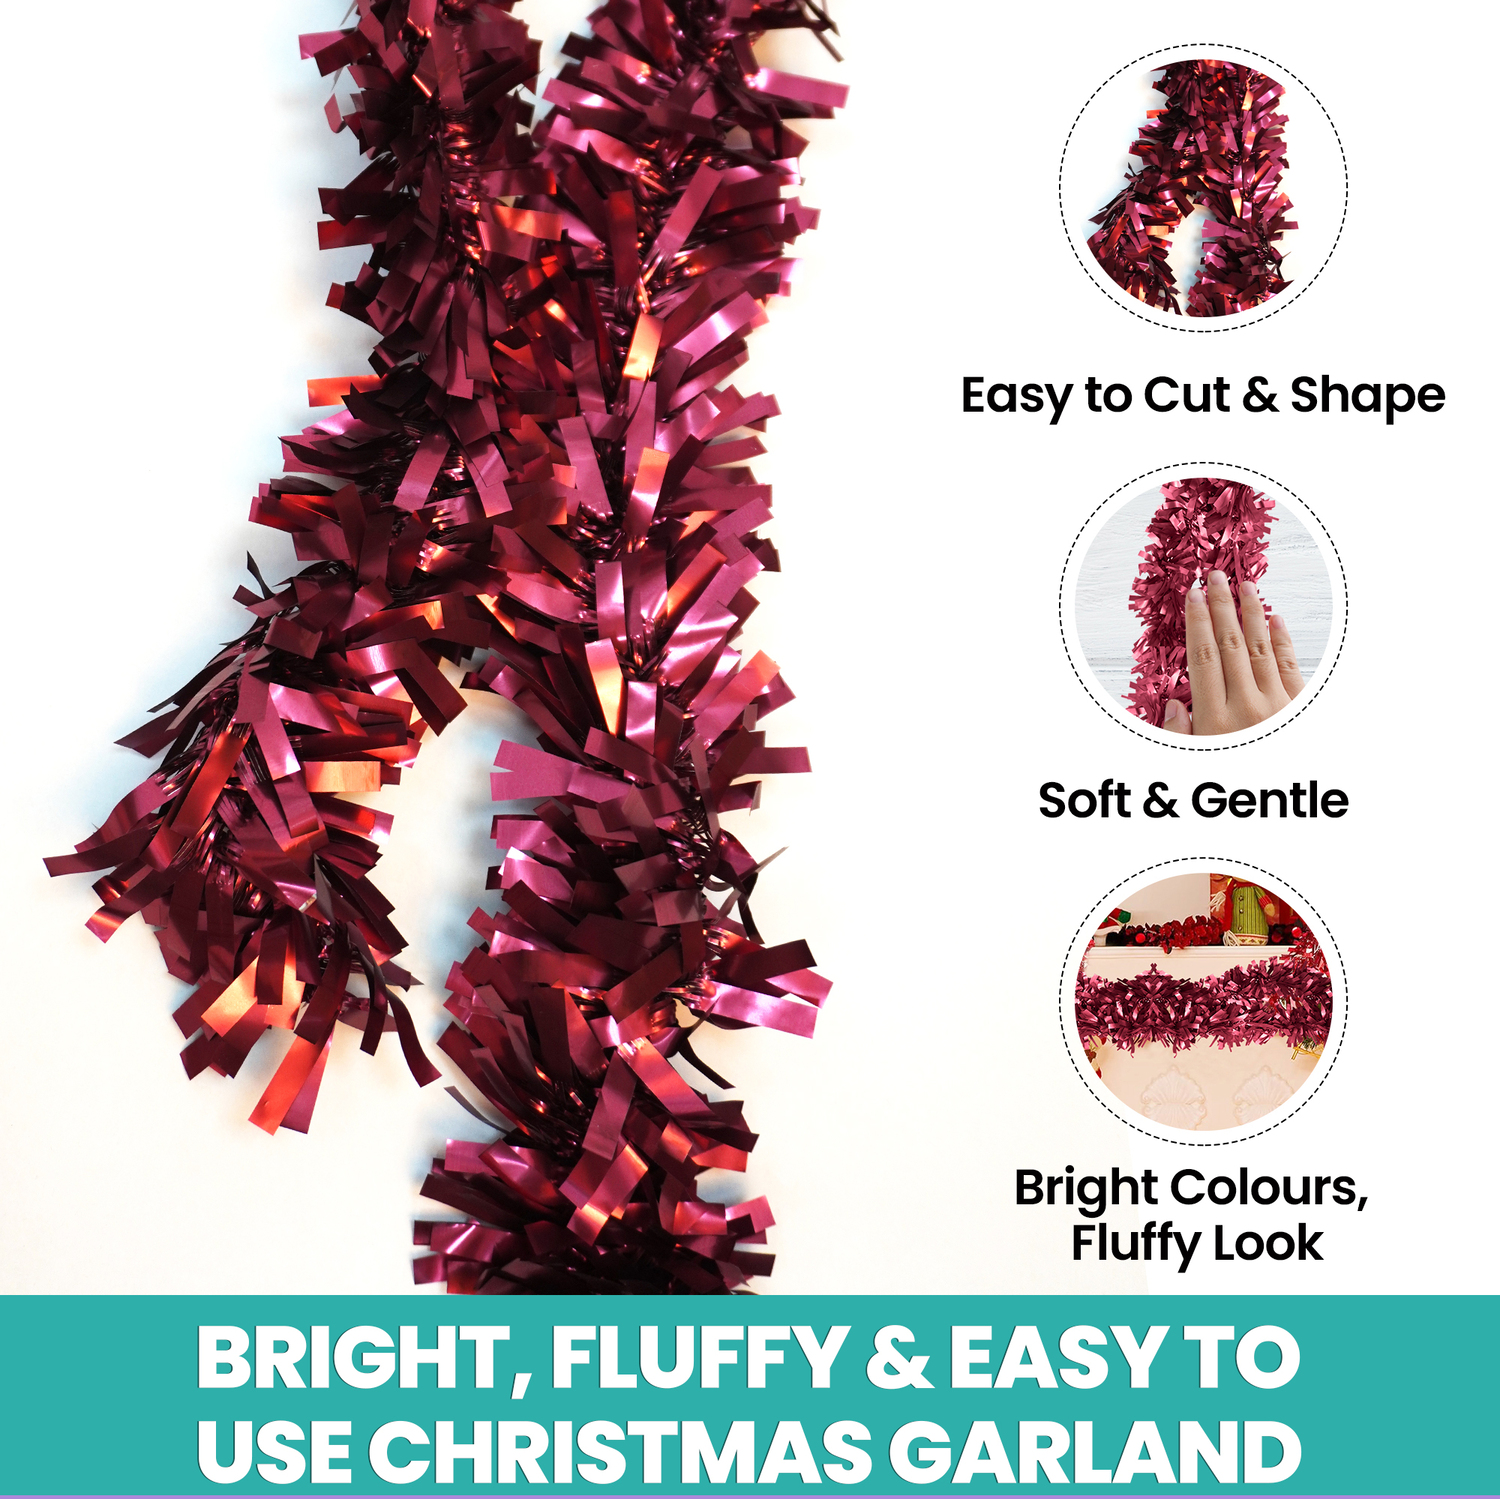 Easy to Cut & Shape
Soft & Gentle
Bright Colours,
Fluffy Look
BRIGHT, FLUFFY & EASY TO
USE CHRISTMAS GARLAND